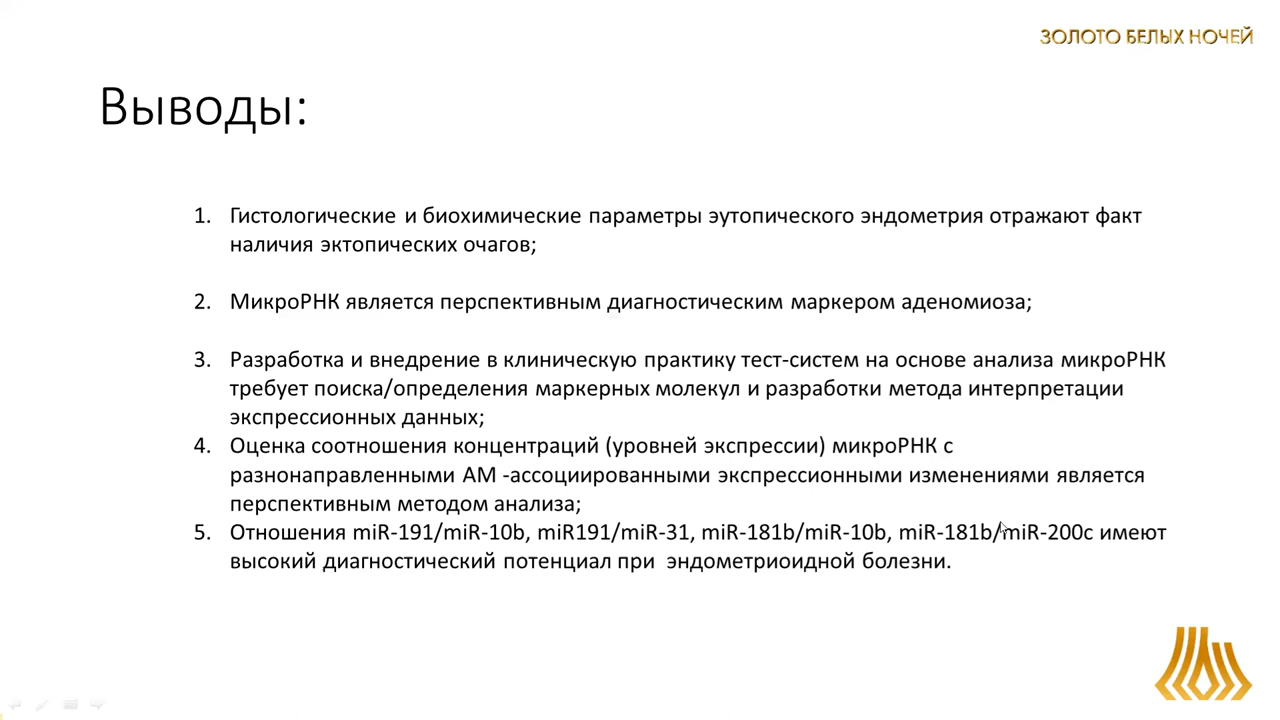 ЗОЛОТО БЕЛЫХ НОЧЕЙ
Выводы:
1. Гистологические и биохимические параметры эутопического эндометрия отражают факт
наличия эктопических очагов;
2. МикроРНК является перспективным диагностическим маркером аденомиоза;
3. Разработка и внедрение в клиническую практику тест-систем на основе анализа микроРНК
требует поиска/определения маркерных молекул и разработки метода интерпретации
экспрессионных данных;
4. Оценка соотношения концентраций (уровней экспрессии) микроРНК с
разнонаправленными АМ -ассоциированными экспрессионными изменениями является
перспективным методом анализа;
5. Отношения miR-191/miR-10b, miR191/miR-31, miR-181b/miR-10b, miR-181b/miR-200c имеют
высокий диагностический потенциал при  эндометриоидной болезни.